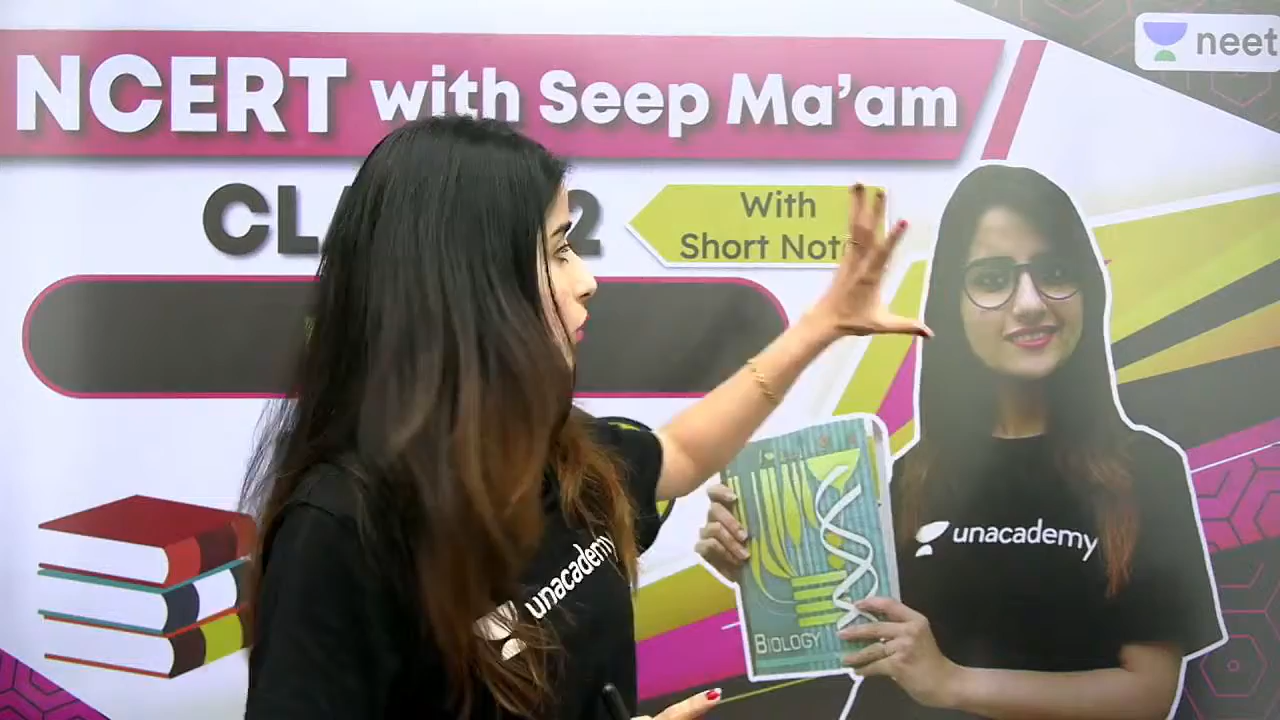 neet
NCERT with Seep Ma'am
CL 2
With
Short Not
unacademy
unacademy
BIOLOGY